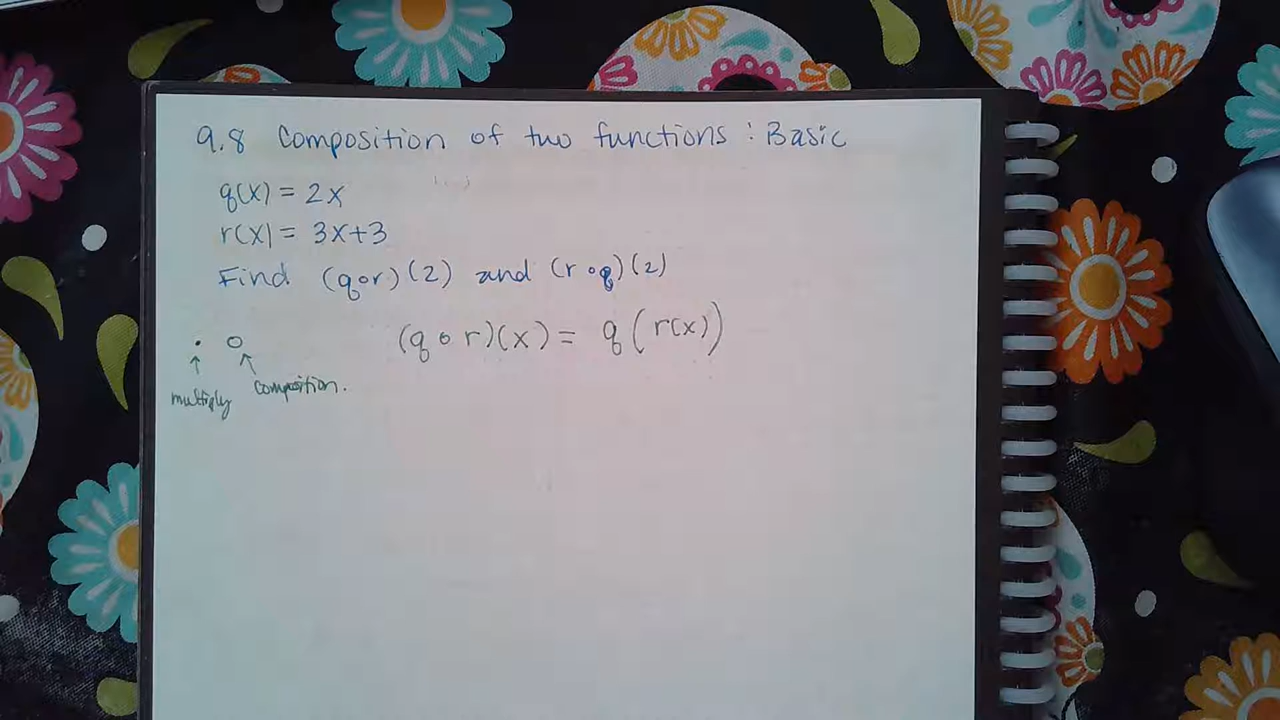 9.8 Composition of two functions : Basic
q(x) = 2x
r(x) = 3x+3
Find (q∘r)(2) and (r∘q)(2)
(q∘r)(x) = q(r(x))
· ○
↑ ↖
multiply composition.